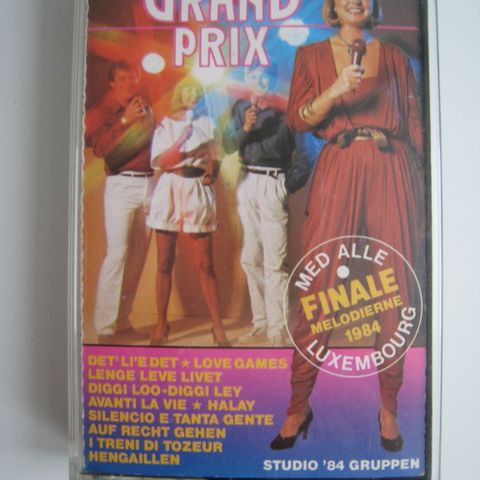 GRAND
PRIX
MED ALLE
FINALE
MELODIERNE
1984
LUXEMBOURG
DET' LI'E DET ★ LOVE GAMES
LENGE LEVE LIVET
DIGGI LOO-DIGGI LEY
AVANTI LA VIE ★ HALAY
SILENCIO E TANTA GENTE
AUF RECHT GEHEN
I TRENI DI TOZEUR
HENGAILLEN
STUDIO '84 GRUPPEN